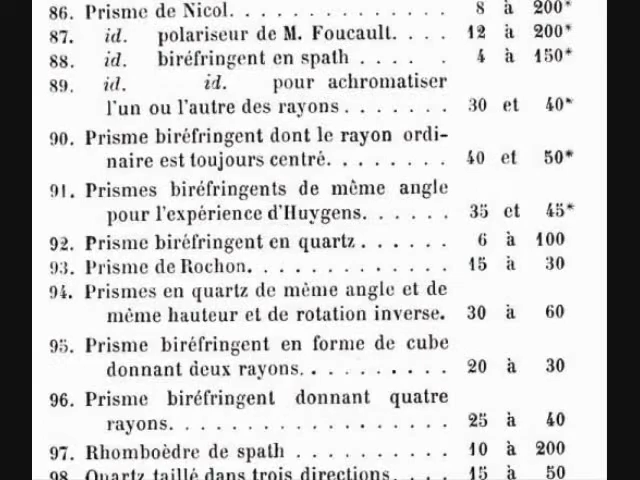 86. Prisme de Nicol. . . . . . . . . . . . . 8 à 200*
87. id. polariseur de M. Foucault. . . . 12 à 200*
88. id. biréfringent en spath . . . . 4 à 150*
89. id. id. pour achromatiser
l'un ou l'autre des rayons . . . . . . . 30 et 40*
90. Prisme biréfringent dont le rayon ordi-
naire est toujours centré. . . . . . . . 40 et 50*
91. Prismes biréfringents de même angle
pour l'expérience d'Huygens. . . . . . 35 et 45*
92. Prisme biréfringent en quartz . . . . . . 6 à 100
93. Prisme de Rochon. . . . . . . . . . . . . 15 à 30
94. Prismes en quartz de même angle et de
même hauteur et de rotation inverse. 30 à 60
95. Prisme biréfringent en forme de cube
donnant deux rayons. . . . . . . . . . 20 à 30
96. Prisme biréfringent donnant quatre
rayons. . . . . . . . . . . . . . . . . 25 à 40
97. Rhomboèdre de spath . . . . . . . . . . 10 à 200
98. Quartz taillé dans trois directions. . . . 15 à 50